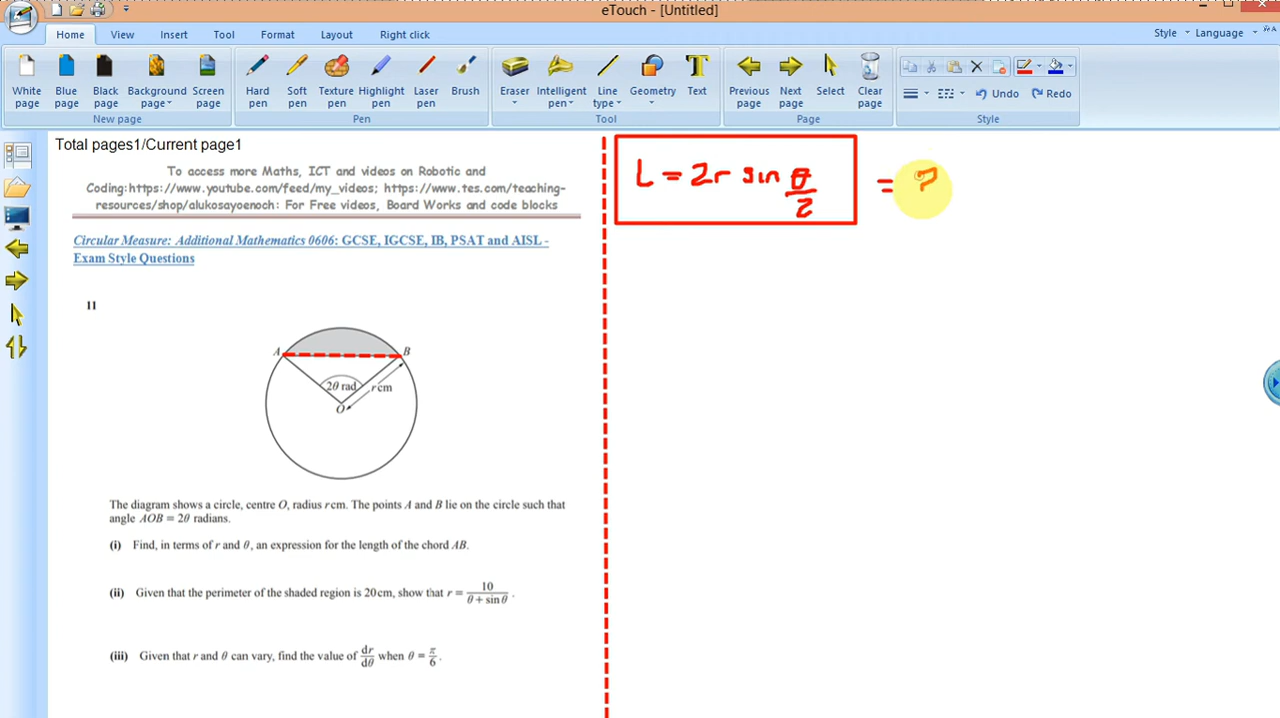 eTouch - [Untitled]
Home View Insert Tool Format Layout Right click Style Language
White page Blue page Black page Background page Screen page Hard pen Soft pen Texture pen Highlight pen Laser pen Brush Eraser Intelligent pen Line type Geometry Text Previous page Next page Select Clear page Undo Redo
New page Pen Tool Page Style
Total pages1/Current page1
To access more Maths, ICT and videos on Robotic and
Coding:https://www.youtube.com/feed/my_videos; https://www.tes.com/teaching-
resources/shop/alukosayoenoch: For Free videos, Board Works and code blocks
Circular Measure: Additional Mathematics 0606: GCSE, IGCSE, IB, PSAT and AISL -
Exam Style Questions
11
A B
2θ rad r cm
O
The diagram shows a circle, centre O, radius r cm. The points A and B lie on the circle such that
angle AOB = 2θ radians.
(i) Find, in terms of r and θ, an expression for the length of the chord AB.
(ii) Given that the perimeter of the shaded region is 20 cm, show that r = 10/(θ + sin θ) .
(iii) Given that r and θ can vary, find the value of dr/dθ when θ = π/6 .
L = 2r sin θ/2 =